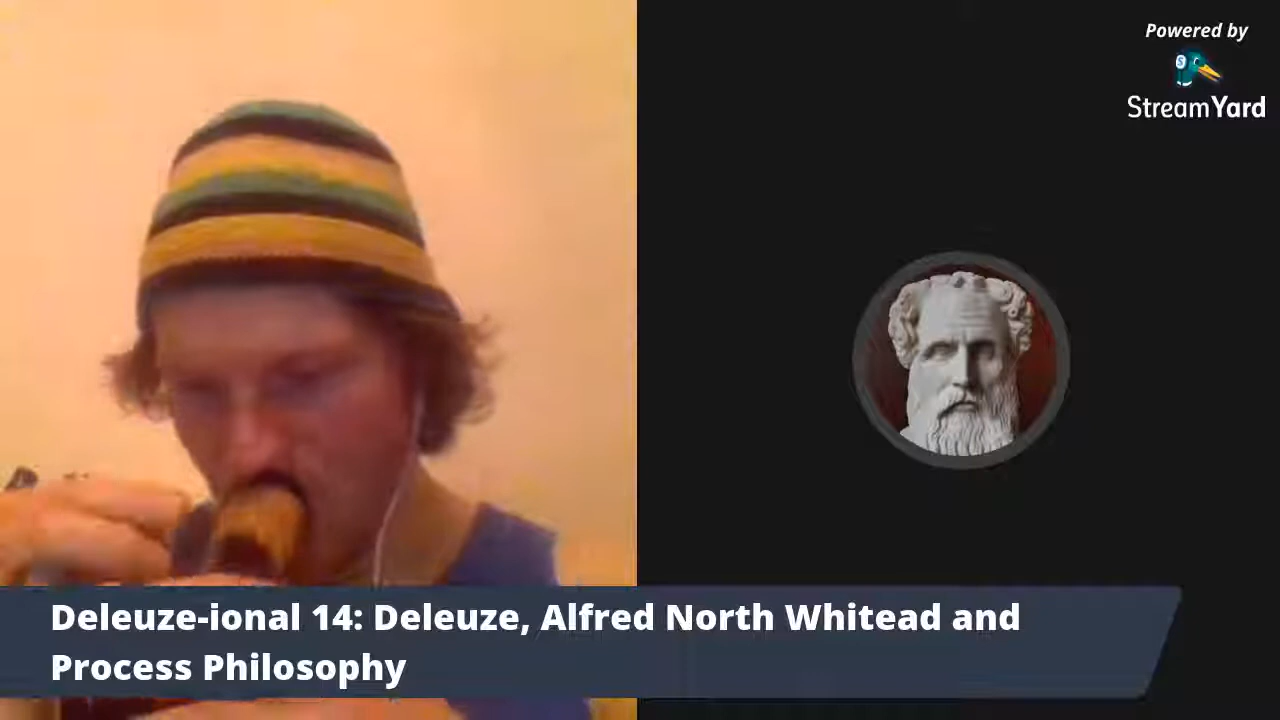 Powered by
StreamYard
Deleuze-ional 14: Deleuze, Alfred North Whitead and
Process Philosophy